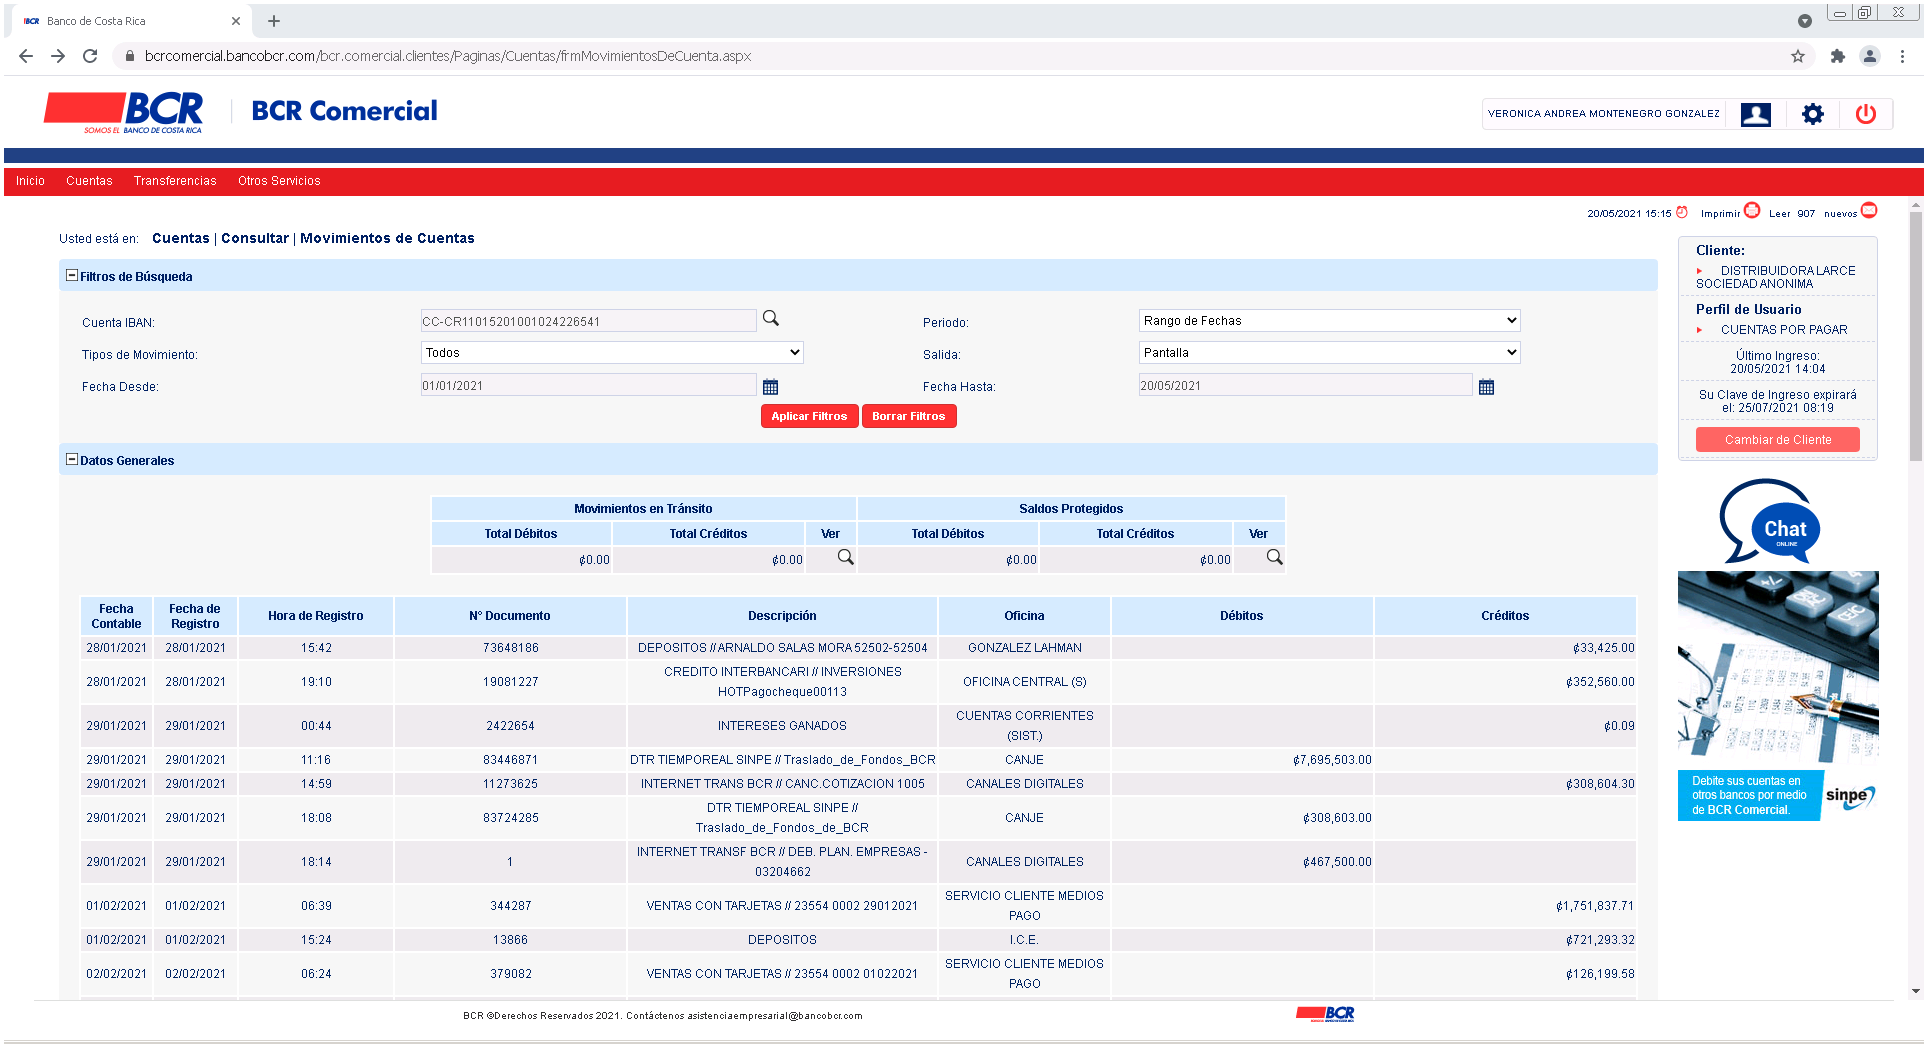 BCR Banco de Costa Rica
bcrcomercial.bancobcr.com/bcr.comercial.clientes/Paginas/Cuentas/frmMovimientosDeCuenta.aspx
BCR
SOMOS EL BANCO DE COSTA RICA
BCR Comercial
VERONICA ANDREA MONTENEGRO GONZALEZ
Inicio Cuentas Transferencias Otros Servicios
20/05/2021 15:15 Imprimir Leer 907 nuevos
Usted está en: Cuentas | Consultar | Movimientos de Cuentas
Filtros de Búsqueda
Cuenta IBAN: CC-CR11015201001024226541 Periodo: Rango de Fechas
Tipos de Movimiento: Todos Salida: Pantalla
Fecha Desde: 01/01/2021 Fecha Hasta: 20/05/2021
Aplicar Filtros Borrar Filtros
Datos Generales
Movimientos en Tránsito Saldos Protegidos
Total Débitos Total Créditos Ver Total Débitos Total Créditos Ver
¢0.00 ¢0.00 ¢0.00 ¢0.00
Fecha Contable Fecha de Registro Hora de Registro N° Documento Descripción Oficina Débitos Créditos
28/01/2021 28/01/2021 15:42 73648186 DEPOSITOS // ARNALDO SALAS MORA 52502-52504 GONZALEZ LAHMAN ¢33,425.00
28/01/2021 28/01/2021 19:10 19081227 CREDITO INTERBANCARI // INVERSIONES HOTPagocheque00113 OFICINA CENTRAL (S) ¢352,560.00
29/01/2021 29/01/2021 00:44 2422654 INTERESES GANADOS CUENTAS CORRIENTES (SIST.) ¢0.09
29/01/2021 29/01/2021 11:16 83446871 DTR TIEMPOREAL SINPE // Traslado_de_Fondos_BCR CANJE ¢7,695,503.00
29/01/2021 29/01/2021 14:59 11273625 INTERNET TRANS BCR // CANC.COTIZACION 1005 CANALES DIGITALES ¢308,604.30
29/01/2021 29/01/2021 18:08 83724285 DTR TIEMPOREAL SINPE // Traslado_de_Fondos_de_BCR CANJE ¢308,603.00
29/01/2021 29/01/2021 18:14 1 INTERNET TRANSF BCR // DEB. PLAN. EMPRESAS - 03204662 CANALES DIGITALES ¢467,500.00
01/02/2021 01/02/2021 06:39 344287 VENTAS CON TARJETAS // 23554 0002 29012021 SERVICIO CLIENTE MEDIOS PAGO ¢1,751,837.71
01/02/2021 01/02/2021 15:24 13866 DEPOSITOS I.C.E. ¢721,293.32
02/02/2021 02/02/2021 06:24 379082 VENTAS CON TARJETAS // 23554 0002 01022021 SERVICIO CLIENTE MEDIOS PAGO ¢126,199.58
Cliente:
DISTRIBUIDORA LARCE
SOCIEDAD ANONIMA
Perfil de Usuario
CUENTAS POR PAGAR
Último Ingreso:
20/05/2021 14:04
Su Clave de Ingreso expirará
el: 25/07/2021 08:19
Cambiar de Cliente
Chat
ONLINE
Debite sus cuentas en
otros bancos por medio
de BCR Comercial.
sinpe
BCR ©Derechos Reservados 2021. Contáctenos asistenciaempresarial@bancobcr.com
BCR